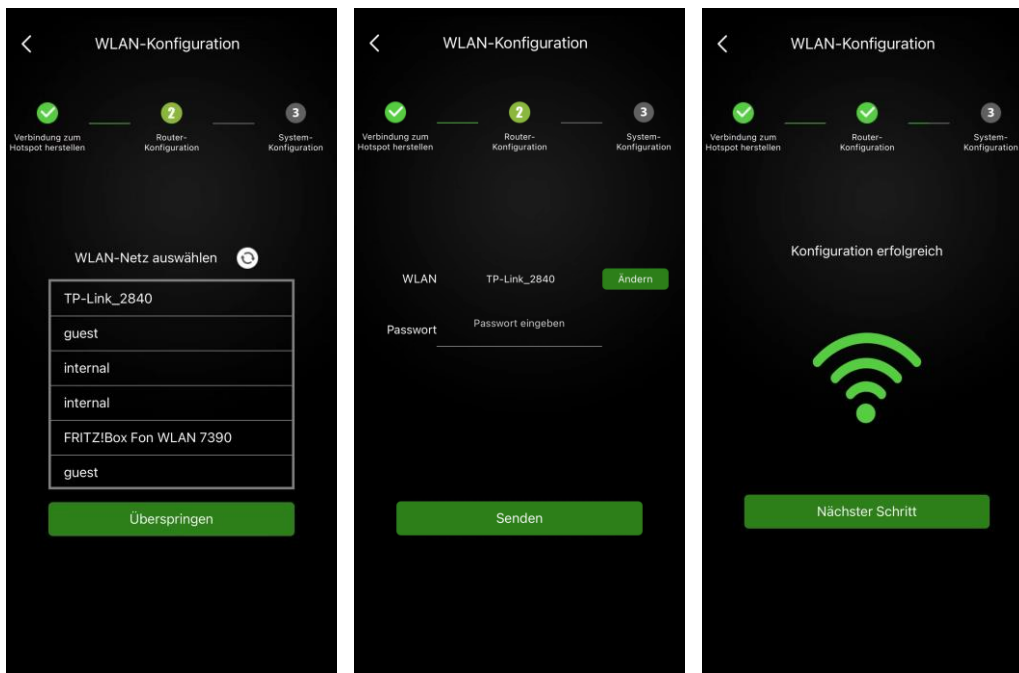 WLAN-Konfiguration
2
3
Verbindung zum
Hotspot herstellen
Router-
Konfiguration
System-
Konfiguration
WLAN-Netz auswählen
TP-Link_2840
guest
internal
internal
FRITZ!Box Fon WLAN 7390
guest
Überspringen
WLAN-Konfiguration
2
3
Verbindung zum
Hotspot herstellen
Router-
Konfiguration
System-
Konfiguration
WLAN TP-Link_2840 Ändern
Passwort Passwort eingeben
Senden
WLAN-Konfiguration
3
Verbindung zum
Hotspot herstellen
Router-
Konfiguration
System-
Konfiguration
Konfiguration erfolgreich
Nächster Schritt